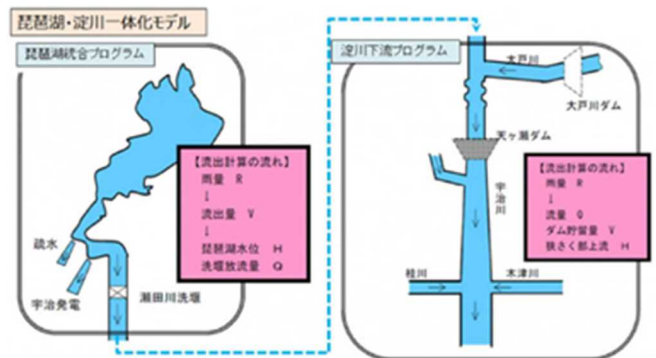 琵琶湖・淀川一体化モデル
琵琶湖統合プログラム
【流出計算の流れ】
雨量 R
↓
流出量 V
↓
琵琶湖水位 H
洗堰放流量 Q
疏水
宇治発電
瀬田川洗堰
淀川下流プログラム
大戸川
大戸川ダム
天ヶ瀬ダム
宇治川
【流出計算の流れ】
雨量 R
↓
流量 Q
ダム貯留量 V
狭さく部上流 H
桂川
木津川